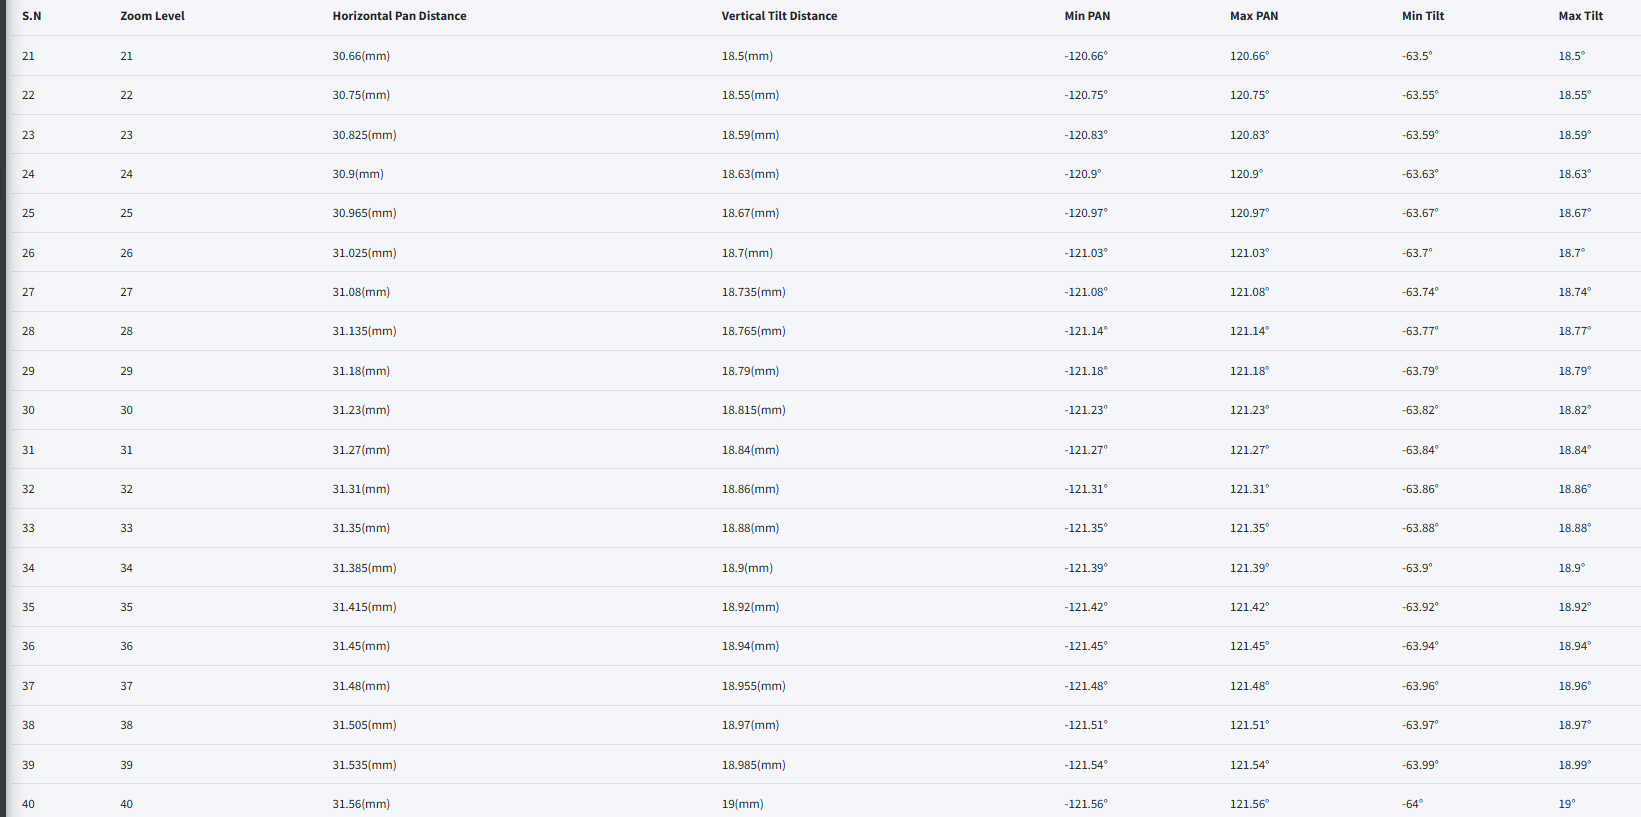 S.N Zoom Level Horizontal Pan Distance Vertical Tilt Distance Min PAN Max PAN Min Tilt Max Tilt
21 21 30.66(mm) 18.5(mm) -120.66° 120.66° -63.5° 18.5°
22 22 30.75(mm) 18.55(mm) -120.75° 120.75° -63.55° 18.55°
23 23 30.825(mm) 18.59(mm) -120.83° 120.83° -63.59° 18.59°
24 24 30.9(mm) 18.63(mm) -120.9° 120.9° -63.63° 18.63°
25 25 30.965(mm) 18.67(mm) -120.97° 120.97° -63.67° 18.67°
26 26 31.025(mm) 18.7(mm) -121.03° 121.03° -63.7° 18.7°
27 27 31.08(mm) 18.735(mm) -121.08° 121.08° -63.74° 18.74°
28 28 31.135(mm) 18.765(mm) -121.14° 121.14° -63.77° 18.77°
29 29 31.18(mm) 18.79(mm) -121.18° 121.18° -63.79° 18.79°
30 30 31.23(mm) 18.815(mm) -121.23° 121.23° -63.82° 18.82°
31 31 31.27(mm) 18.84(mm) -121.27° 121.27° -63.84° 18.84°
32 32 31.31(mm) 18.86(mm) -121.31° 121.31° -63.86° 18.86°
33 33 31.35(mm) 18.88(mm) -121.35° 121.35° -63.88° 18.88°
34 34 31.385(mm) 18.9(mm) -121.39° 121.39° -63.9° 18.9°
35 35 31.415(mm) 18.92(mm) -121.42° 121.42° -63.92° 18.92°
36 36 31.45(mm) 18.94(mm) -121.45° 121.45° -63.94° 18.94°
37 37 31.48(mm) 18.955(mm) -121.48° 121.48° -63.96° 18.96°
38 38 31.505(mm) 18.97(mm) -121.51° 121.51° -63.97° 18.97°
39 39 31.535(mm) 18.985(mm) -121.54° 121.54° -63.99° 18.99°
40 40 31.56(mm) 19(mm) -121.56° 121.56° -64° 19°